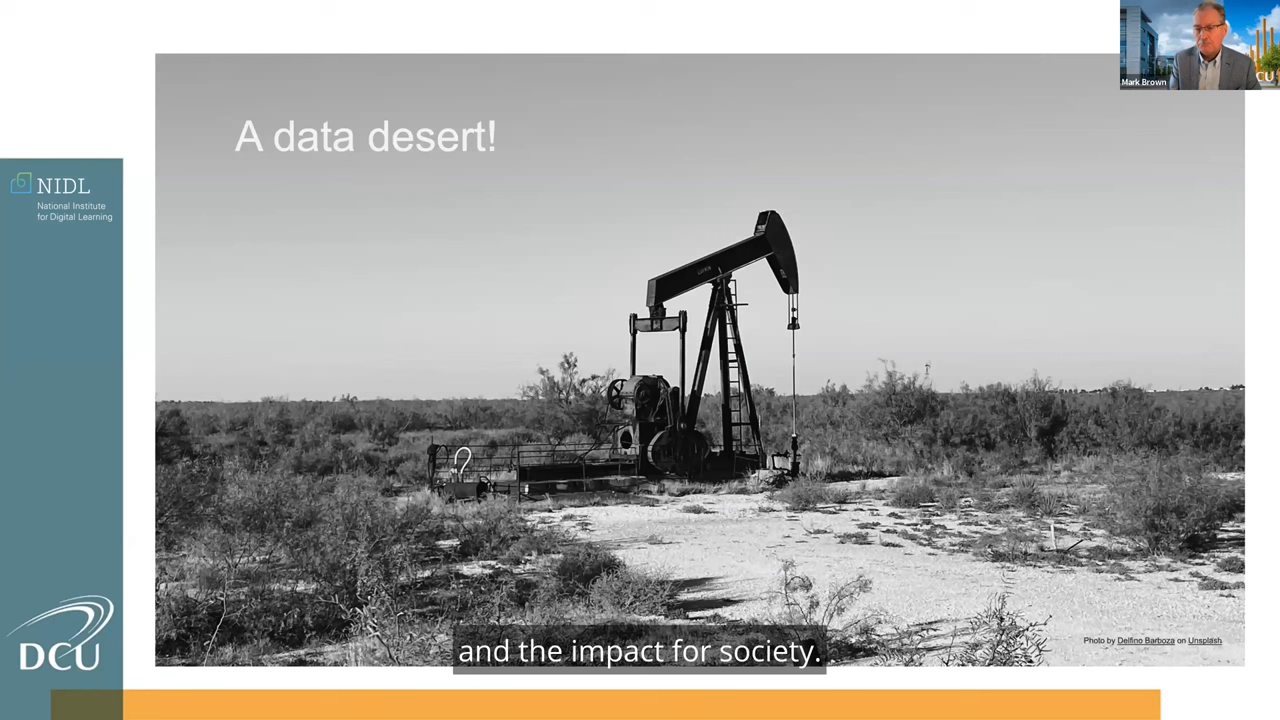 Mark Brown
CU
A data desert!
NIDL
National Institute
for Digital Learning
DCU
Photo by Delfino Barboza on Unsplash
and the impact for society.